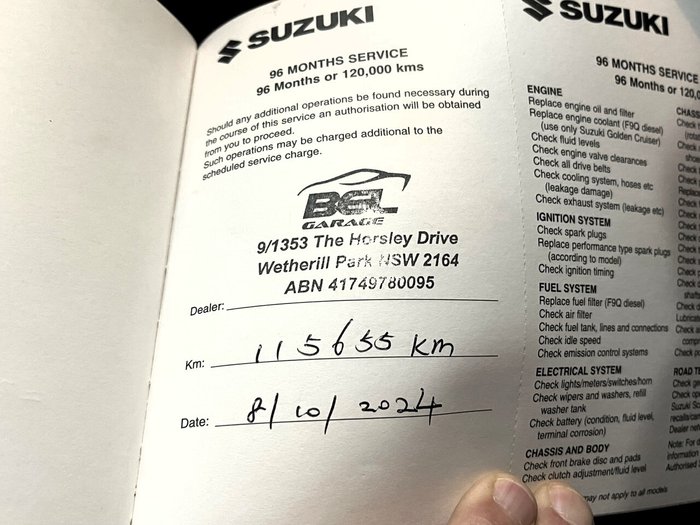 SUZUKI
96 MONTHS SERVICE
96 Months or 120,000 kms
Should any additional operations be found necessary during
the course of this service an authorisation will be obtained
from you to proceed.
Such operations may be charged additional to the
scheduled service charge.
BEL
GARAGE
9/1353 The Horsley Drive
Wetherill Park NSW 2164
ABN 41749780095
Dealer:
Km: 115655 km
Date: 8/10/2024
SUZUKI
96 MONTHS SERVICE
96 Months or 120,0
ENGINE
Replace engine oil and filter
Replace engine coolant (F9Q diesel)
(use only Suzuki Golden Cruiser)
Check fluid levels
Check engine valve clearances
Check all drive belts
Check cooling system, hoses etc
(leakage damage)
Check exhaust system (leakage etc)
IGNITION SYSTEM
Check spark plugs
Replace performance type spark plugs
(according to model)
Check ignition timing
FUEL SYSTEM
Replace fuel filter (F9Q diesel)
Check air filter
Check fuel tank, lines and connections
Check idle speed
Check emission control systems
ELECTRICAL SYSTEM
Check lights/meters/switches/horn
Check wipers and washers, refill
washer tank
Check battery (condition, fluid level,
terminal corrosion)
CHASSIS AND BODY
Check front brake disc and pads
Check clutch adjustment/fluid level
may not apply to all models